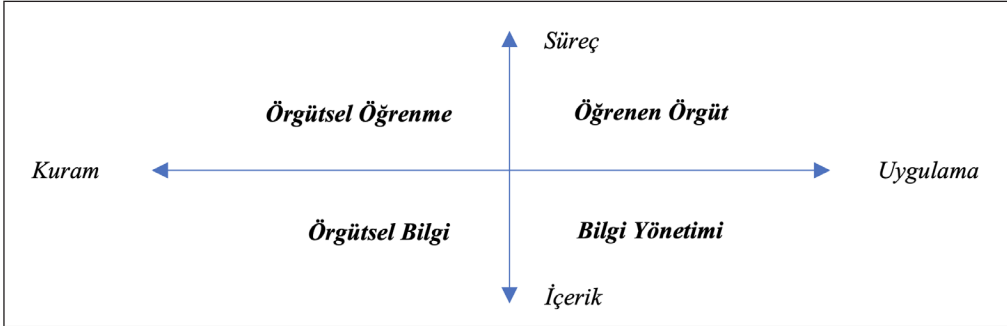 Süreç
Örgütsel Öğrenme Öğrenen Örgüt
Kuram Uygulama
Örgütsel Bilgi Bilgi Yönetimi
İçerik